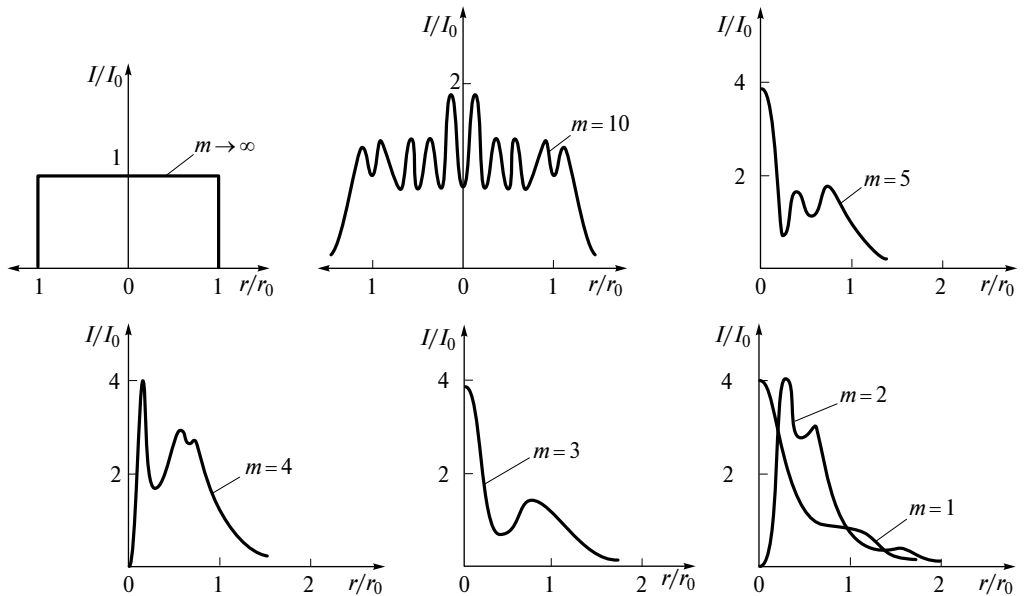 I/I₀
1
m→∞
1 0 1 r/r₀
I/I₀
2
m = 10
1 0 1 r/r₀
I/I₀
4
2
m = 5
0 1 2 r/r₀
I/I₀
4
2
m = 4
0 1 2 r/r₀
I/I₀
4
2
m = 3
0 1 2 r/r₀
I/I₀
4
2
m = 2
m = 1
0 1 2 r/r₀